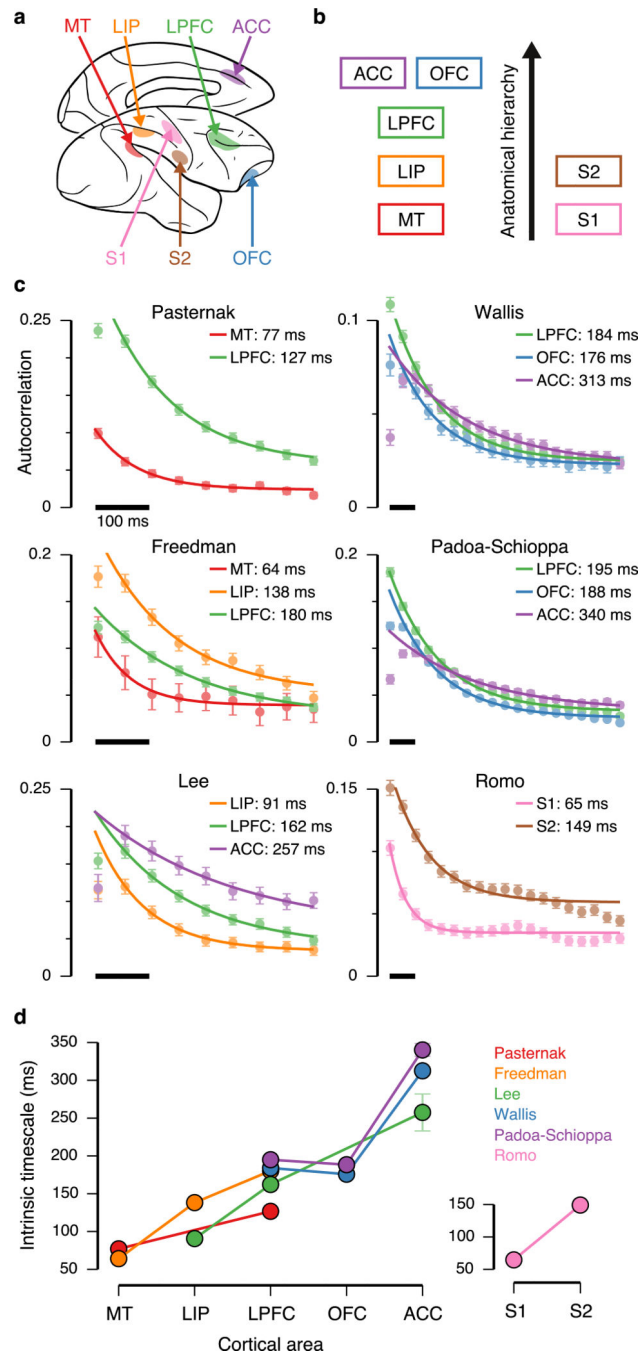 a
MT LIP LPFC ACC
S1 S2 OFC
b
ACC OFC
LPFC
LIP
MT
Anatomical hierarchy
S2
S1
c
Autocorrelation
Pasternak
0.25
0
MT: 77 ms
LPFC: 127 ms
100 ms
Wallis
0.1
0
LPFC: 184 ms
OFC: 176 ms
ACC: 313 ms
Freedman
0.2
0
MT: 64 ms
LIP: 138 ms
LPFC: 180 ms
Padoa-Schioppa
0.2
0
LPFC: 195 ms
OFC: 188 ms
ACC: 340 ms
Lee
0.25
0
LIP: 91 ms
LPFC: 162 ms
ACC: 257 ms
Romo
0.15
0
S1: 65 ms
S2: 149 ms
d
Intrinsic timescale (ms)
350
300
250
200
150
100
50
MT LIP LPFC OFC ACC
Cortical area
Pasternak
Freedman
Lee
Wallis
Padoa-Schioppa
Romo
150
100
50
S1 S2